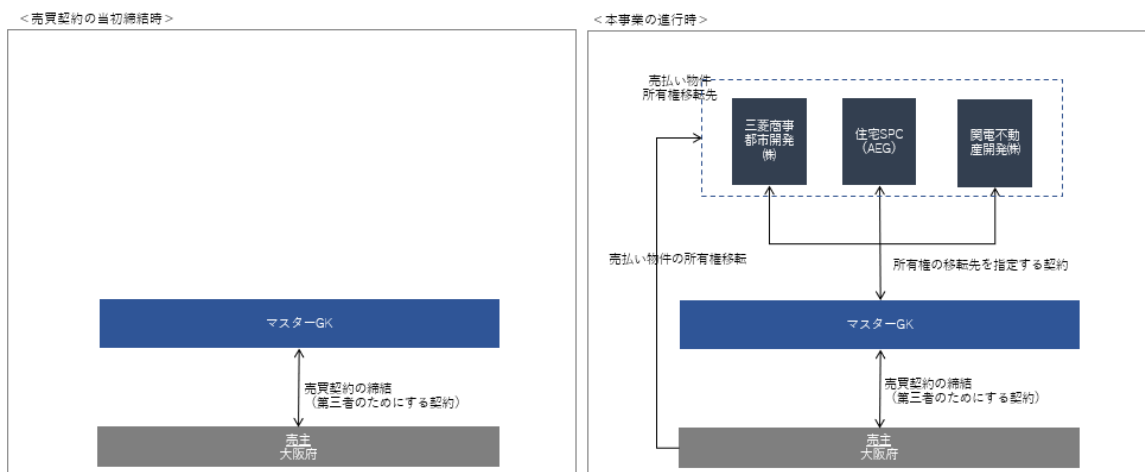 ＜売買契約の当初締結時＞
マスターGK
売買契約の締結
（第三者のためにする契約）
売主
大阪府
＜本事業の進行時＞
売払い物件
所有権移転先
三菱商事
都市開発
㈱
住宅SPC
（AEG）
関電不動
産開発㈱
売払い物件の所有権移転
所有権の移転先を指定する契約
マスターGK
売買契約の締結
（第三者のためにする契約）
売主
大阪府